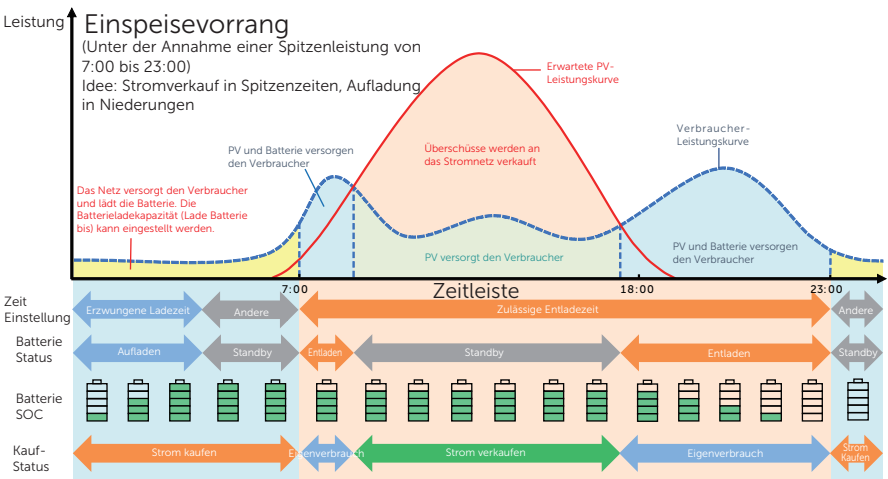 Leistung
Einspeisevorrang
(Unter der Annahme einer Spitzenleistung von
7:00 bis 23:00)
Idee: Stromverkauf in Spitzenzeiten, Aufladung
in Niederungen
Erwartete PV-
Leistungskurve
Verbraucher-
Leistungskurve
PV und Batterie versorgen
den Verbraucher
Überschüsse werden an
das Stromnetz verkauft
Das Netz versorgt den Verbraucher
und lädt die Batterie. Die
Batterieladekapazität (Lade Batterie
bis) kann eingestellt werden.
PV versorgt den Verbraucher
PV und Batterie versorgen
den Verbraucher
7:00
Zeitleiste
18:00
23:00
Zeit
Einstellung
Erzwungene Ladezeit
Andere
Zulässige Entladezeit
Andere
Batterie
Status
Aufladen
Standby
Entladen
Standby
Entladen
Standby
Batterie
SOC
Kauf-
Status
Strom kaufen
Eigenverbrauch
Strom verkaufen
Eigenverbrauch
Strom
Kaufen